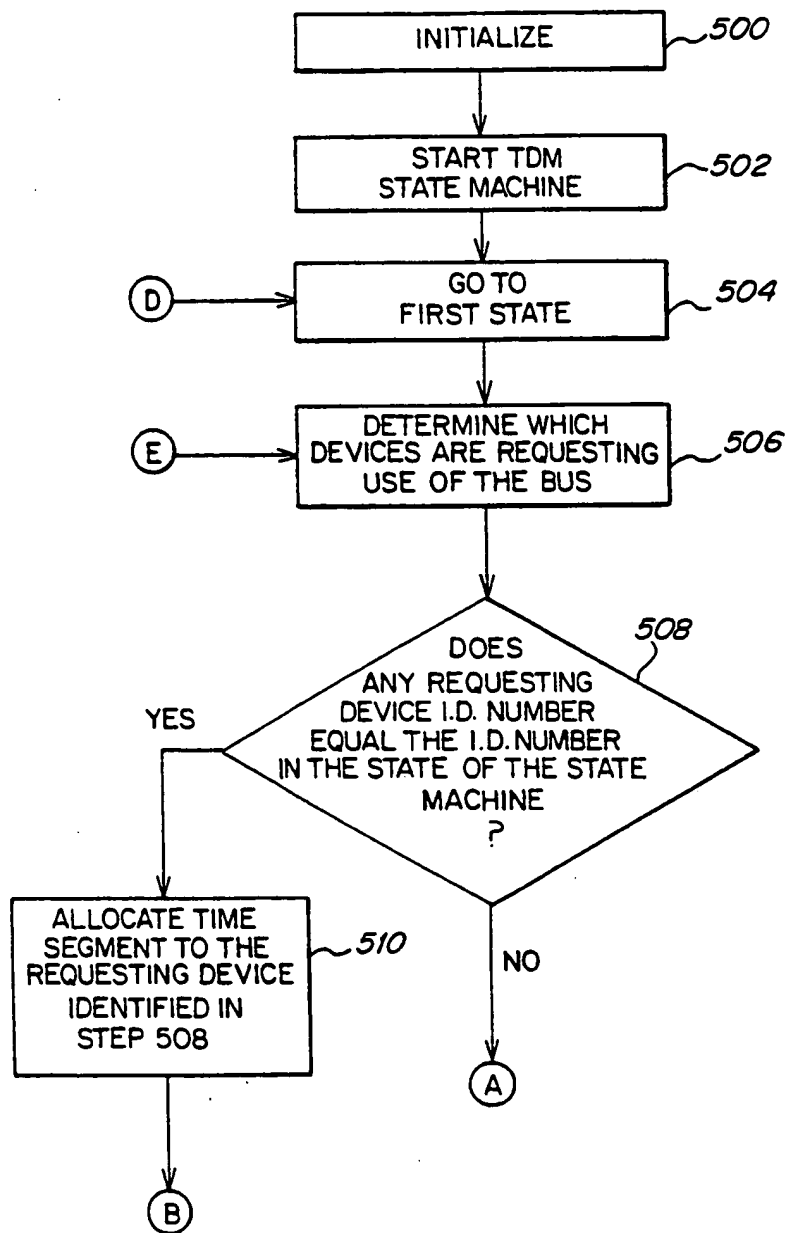 INITIALIZE
500
START TDM
STATE MACHINE
502
D
GO TO
FIRST STATE
504
E
DETERMINE WHICH
DEVICES ARE REQUESTING
USE OF THE BUS
506
DOES
ANY REQUESTING
DEVICE I.D. NUMBER
EQUAL THE I.D. NUMBER
IN THE STATE OF THE STATE
MACHINE
?
508
YES
ALLOCATE TIME
SEGMENT TO THE
REQUESTING DEVICE
IDENTIFIED IN
STEP 508
510
NO
A
B